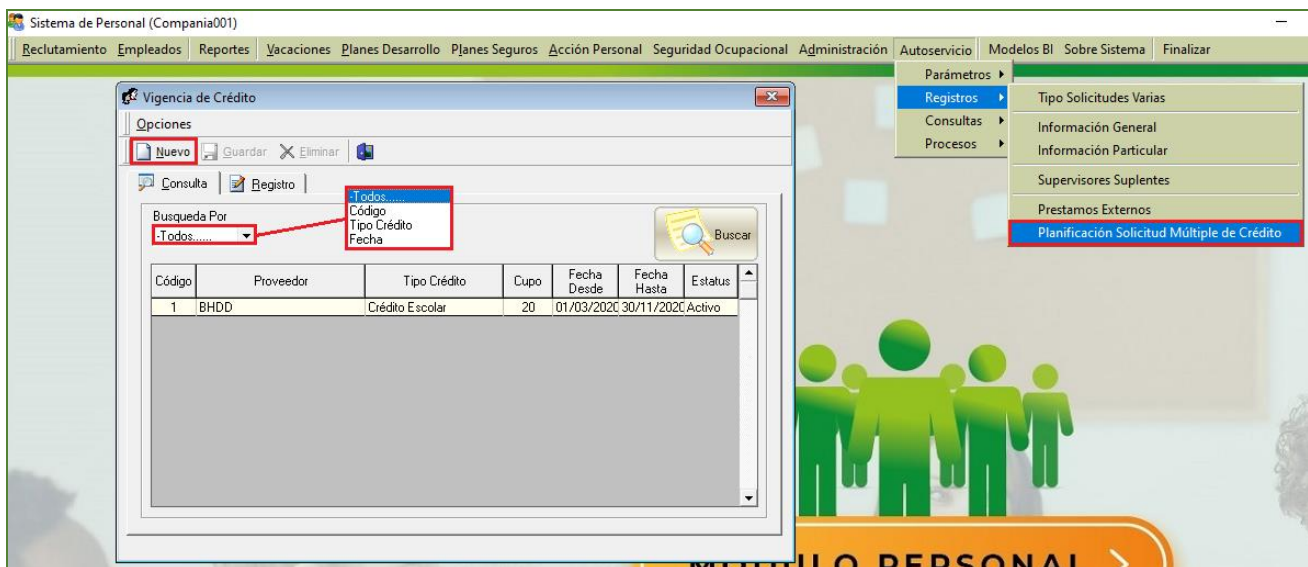 Sistema de Personal (Compania001)
Reclutamiento Empleados Reportes Vacaciones Planes Desarrollo Planes Seguros Acción Personal Seguridad Ocupacional Administración Autoservicio Modelos BI Sobre Sistema Finalizar
Parámetros
Registros
Consultas
Procesos
Tipo Solicitudes Varias
Información General
Información Particular
Supervisores Suplentes
Prestamos Externos
Planificación Solicitud Múltiple de Crédito
Vigencia de Crédito
Opciones
Nuevo Guardar Eliminar
Consulta Registro
Busqueda Por
-Todos......
-Todos......
Código
Tipo Crédito
Fecha
Buscar
Código Proveedor Tipo Crédito Cupo Fecha Desde Fecha Hasta Estatus
1 BHDD Crédito Escolar 20 01/03/2020 30/11/2020 Activo
MÓDULO PERSONAL